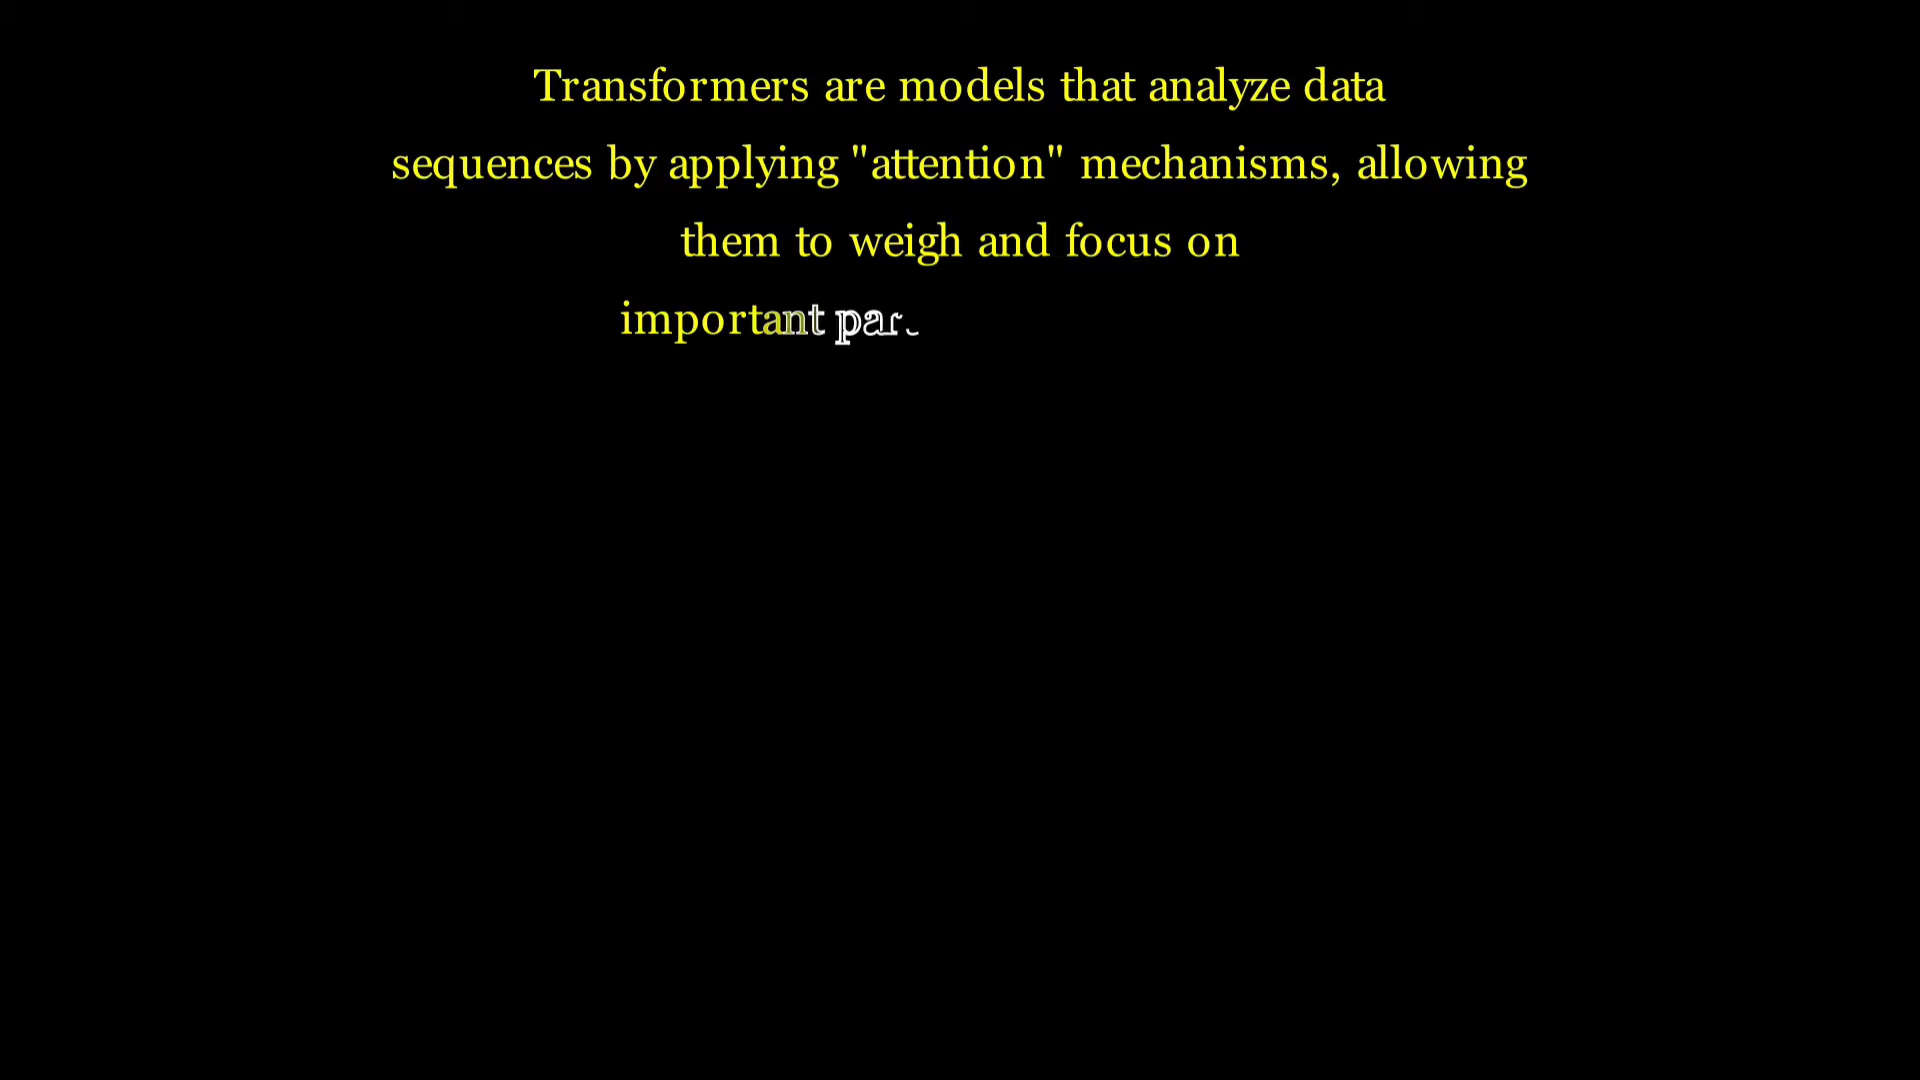 Transformers are models that analyze data
sequences by applying "attention" mechanisms, allowing
them to weigh and focus on
important par